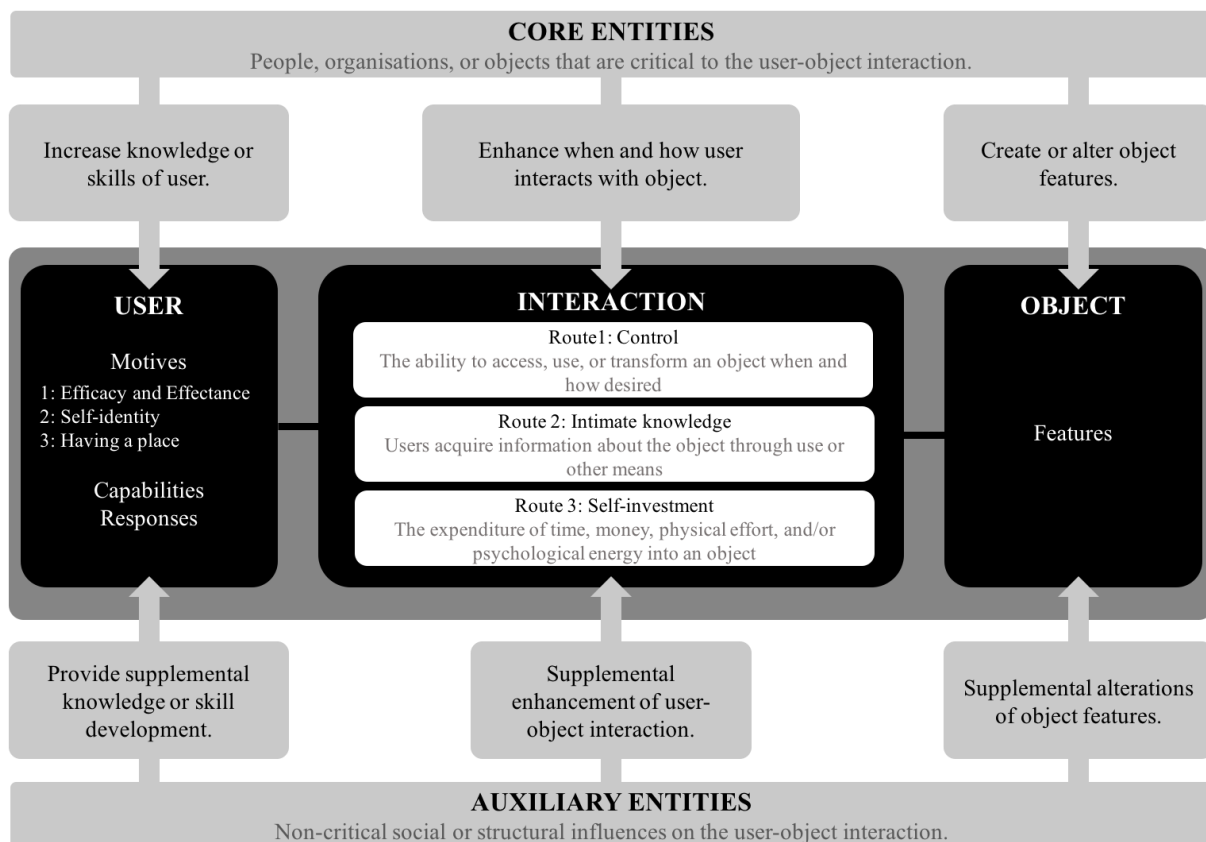 CORE ENTITIES
People, organisations, or objects that are critical to the user-object interaction.
Increase knowledge or
skills of user.
Enhance when and how user
interacts with object.
Create or alter object
features.
USER
Motives
1: Efficacy and Effectance
2: Self-identity
3: Having a place
Capabilities
Responses
INTERACTION
Route1: Control
The ability to access, use, or transform an object when and
how desired
Route 2: Intimate knowledge
Users acquire information about the object through use or
other means
Route 3: Self-investment
The expenditure of time, money, physical effort, and/or
psychological energy into an object
OBJECT
Features
Provide supplemental
knowledge or skill
development.
Supplemental
enhancement of user-
object interaction.
Supplemental alterations
of object features.
AUXILIARY ENTITIES
Non-critical social or structural influences on the user-object interaction.